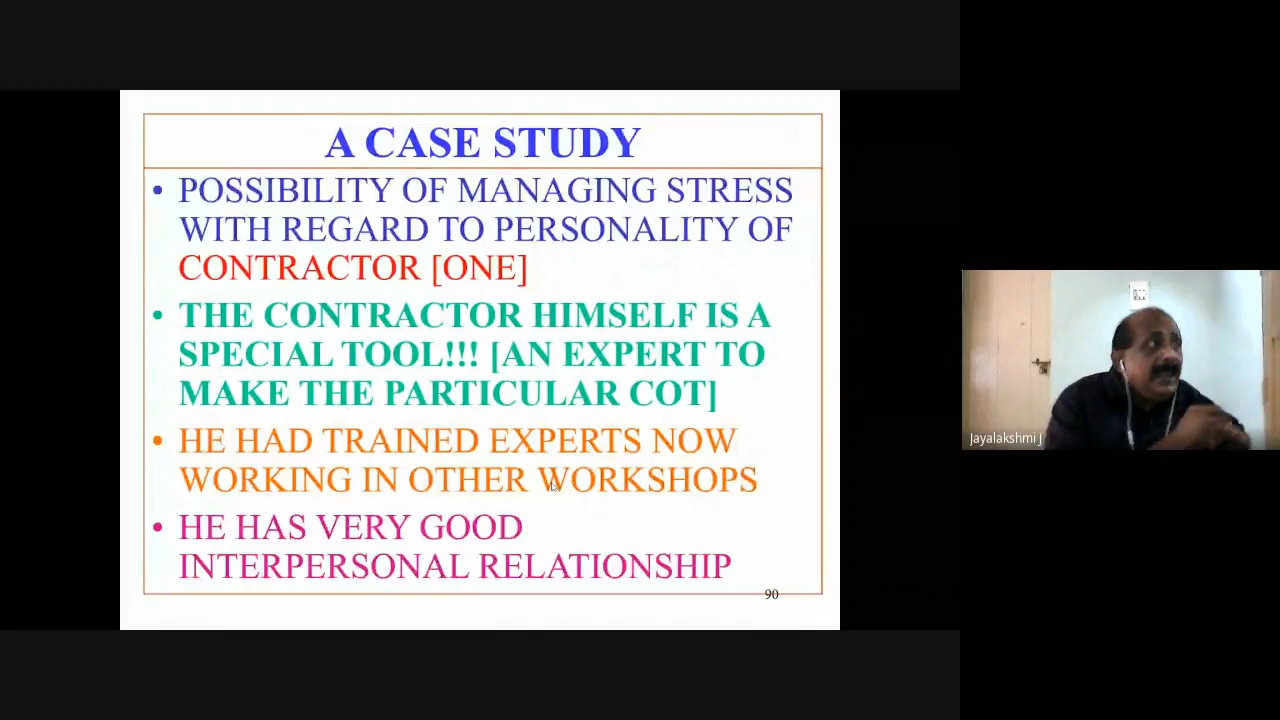 A CASE STUDY
• POSSIBILITY OF MANAGING STRESS
WITH REGARD TO PERSONALITY OF
CONTRACTOR [ONE]
• THE CONTRACTOR HIMSELF IS A
SPECIAL TOOL!!! [AN EXPERT TO
MAKE THE PARTICULAR COT]
• HE HAD TRAINED EXPERTS NOW
WORKING IN OTHER WORKSHOPS
• HE HAS VERY GOOD
INTERPERSONAL RELATIONSHIP
90
Jayalakshmi J